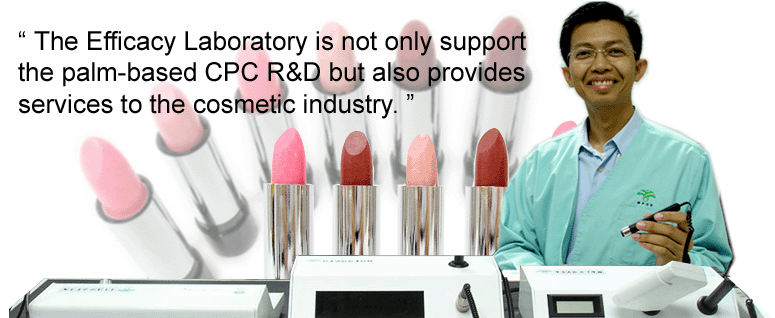 “ The Efficacy Laboratory is not only support
the palm-based CPC R&D but also provides
services to the cosmetic industry. ”